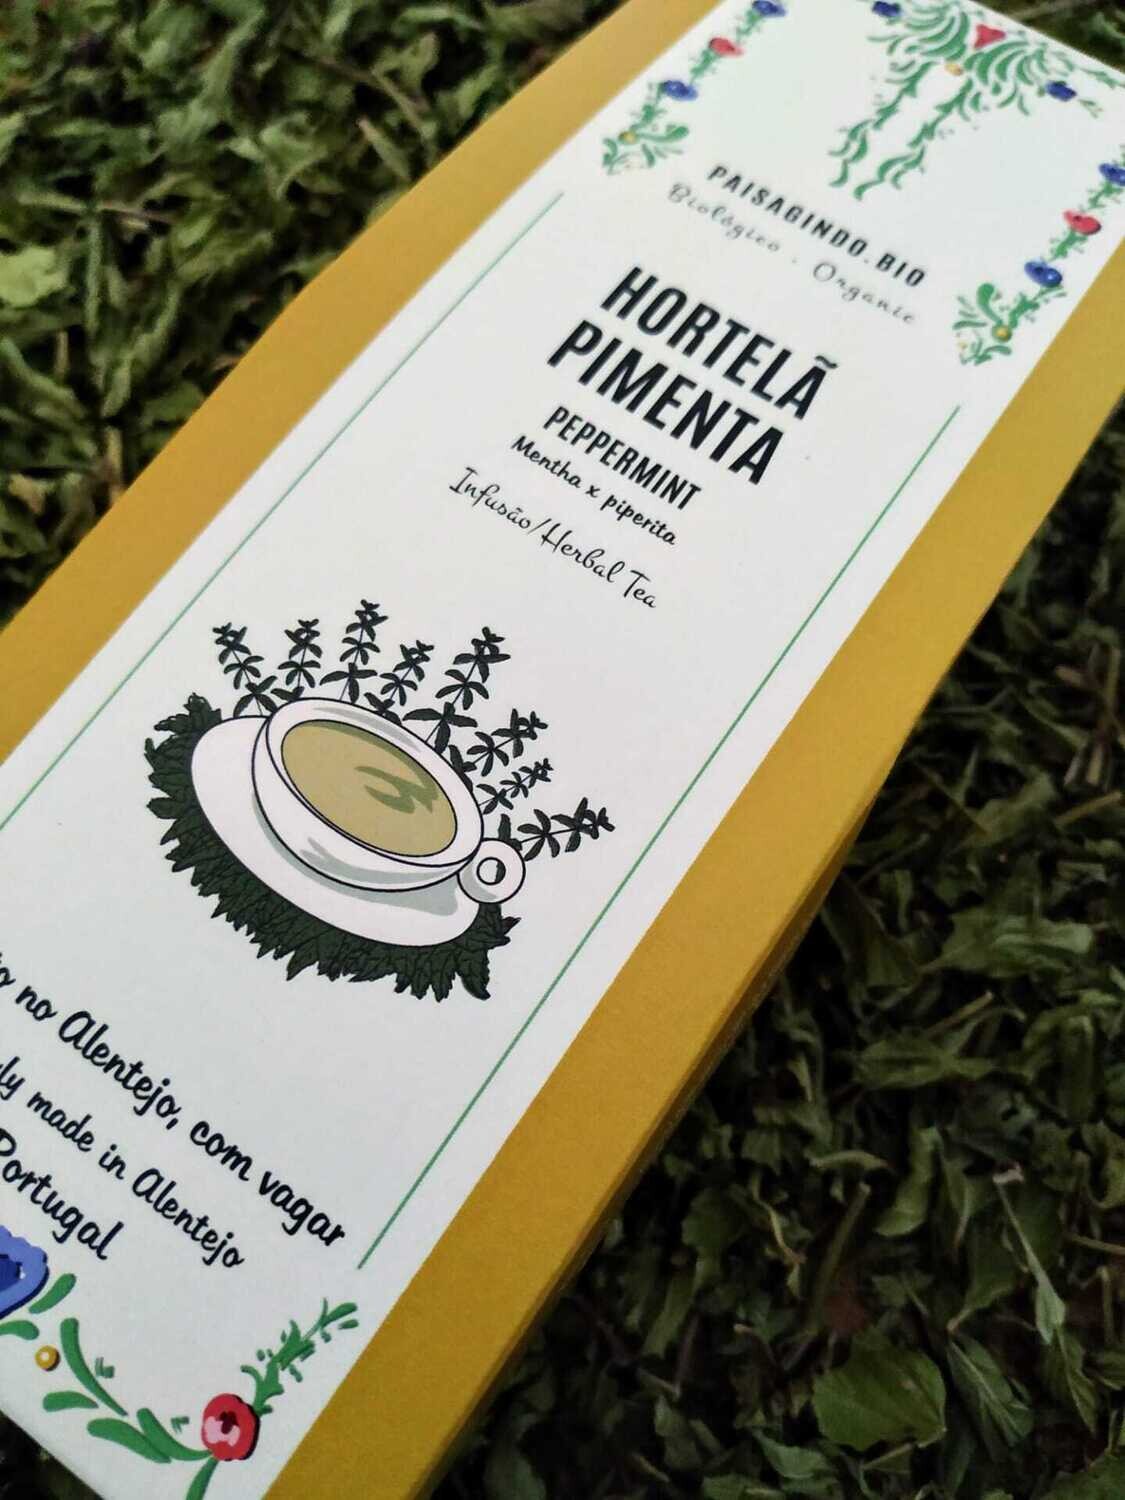 PAISAGINDO.BIO
Biológico . Organic
HORTELÃ
PIMENTA
PEPPERMINT
Mentha x piperita
Infusão/Herbal Tea
no Alentejo, com vagar
made in Alentejo
Portugal